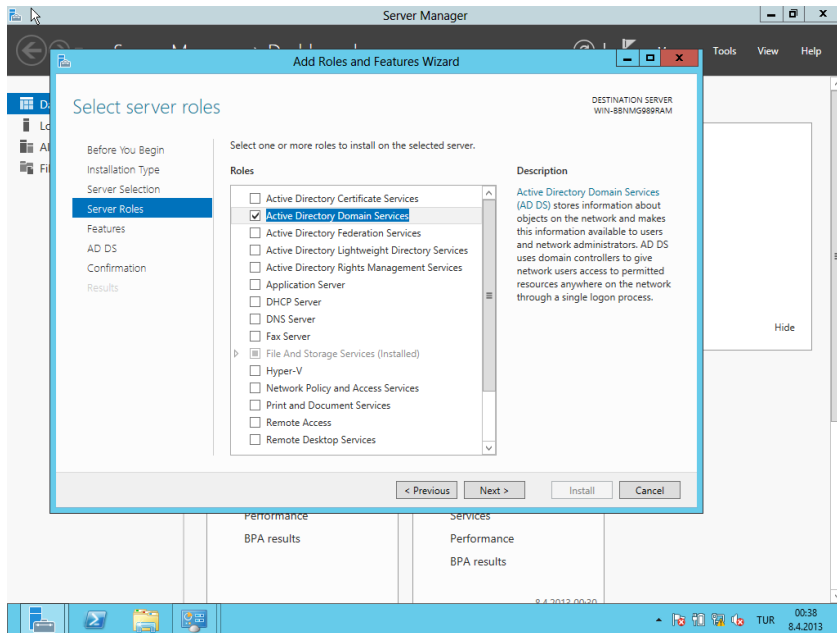 Server Manager
Tools View Help
Add Roles and Features Wizard
Select server roles
DESTINATION SERVER
WIN-8BNMG989RAM
Before You Begin
Installation Type
Server Selection
Server Roles
Features
AD DS
Confirmation
Results
Select one or more roles to install on the selected server.
Roles
Active Directory Certificate Services
Active Directory Domain Services
Active Directory Federation Services
Active Directory Lightweight Directory Services
Active Directory Rights Management Services
Application Server
DHCP Server
DNS Server
Fax Server
File And Storage Services (Installed)
Hyper-V
Network Policy and Access Services
Print and Document Services
Remote Access
Remote Desktop Services
Description
Active Directory Domain Services
(AD DS) stores information about
objects on the network and makes
this information available to users
and network administrators. AD DS
uses domain controllers to give
network users access to permitted
resources anywhere on the network
through a single logon process.
Hide
< Previous
Next >
Install
Cancel
Performance
BPA results
Services
Performance
BPA results
8.4.2013 00:30
TUR
00:38
8.4.2013